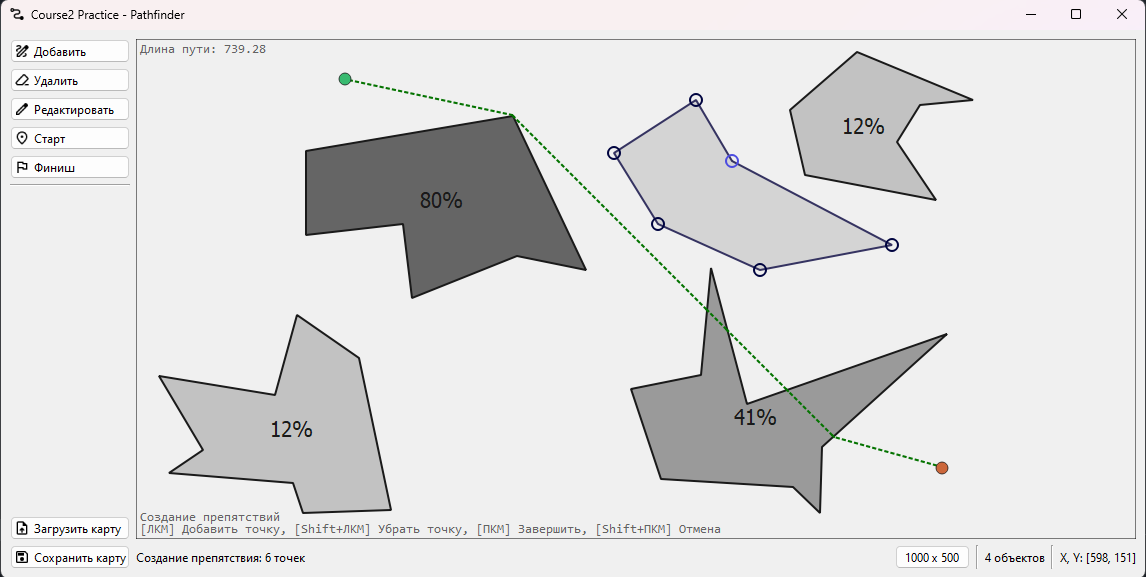 Course2 Practice - Pathfinder
Добавить
Удалить
Редактировать
Старт
Финиш
Длина пути: 739.28
12%
80%
41%
12%
Создание препятствий
[ЛКМ] Добавить точку, [Shift+ЛКМ] Убрать точку, [ПКМ] Завершить, [Shift+ПКМ] Отмена
Загрузить карту
Сохранить карту
Создание препятствия: 6 точек
1000 x 500
4 объектов
X, Y: [598, 151]